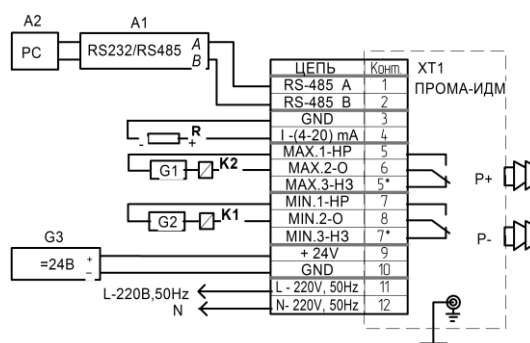 A2
A1
PC
RS232/RS485
A
B
ЦЕПЬ
Конт.
XT1
ПРОМА-ИДМ
RS-485 A
1
RS-485 B
2
GND
3
I -(4-20) mA
4
- R +
MAX.1-НР
5
K2
G1
MAX.2-О
6
MAX.3-НЗ
5*
P+
MIN.1-НР
7
K1
G2
MIN.2-О
8
MIN.3-НЗ
7*
P-
G3
=24В
+
−
+ 24V
9
GND
10
L-220В,50Hz
L - 220V, 50Hz
11
N
N- 220V, 50Hz
12